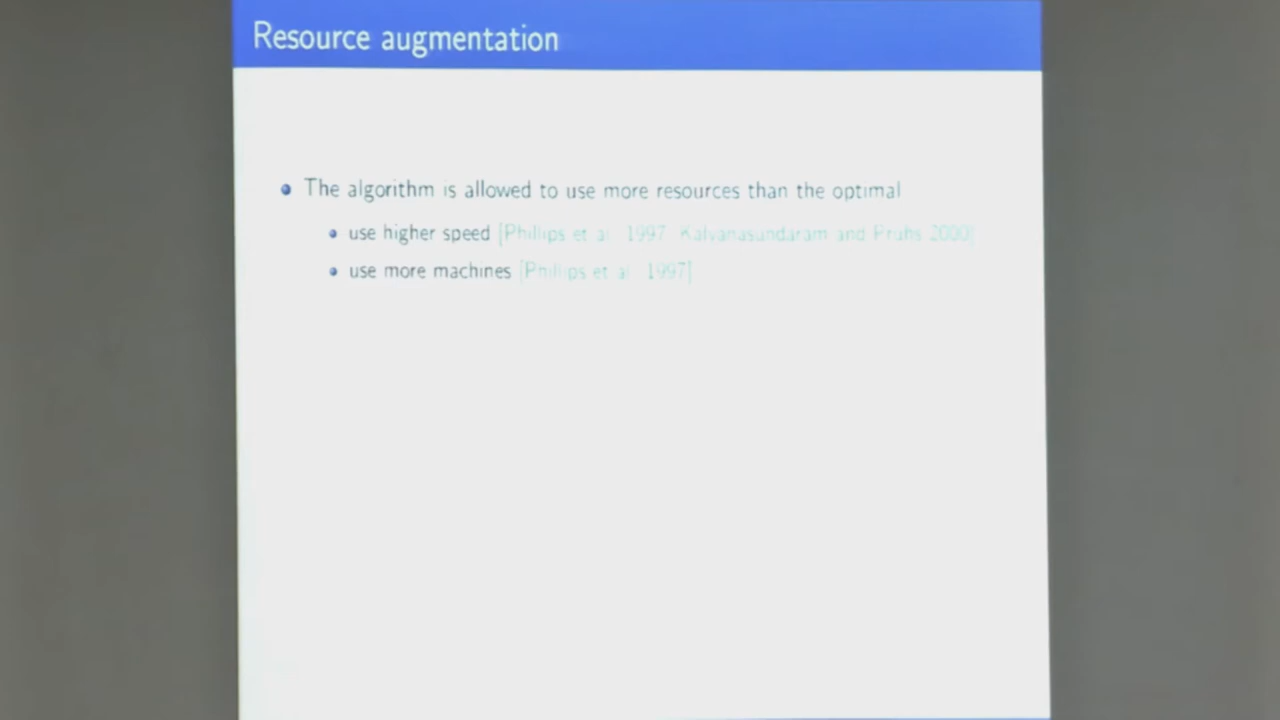 Resource augmentation
The algorithm is allowed to use more resources than the optimal
use higher speed [Phillips et al. 1997, Kalyanasundaram and Pruhs 2000]
use more machines [Phillips et al. 1997]